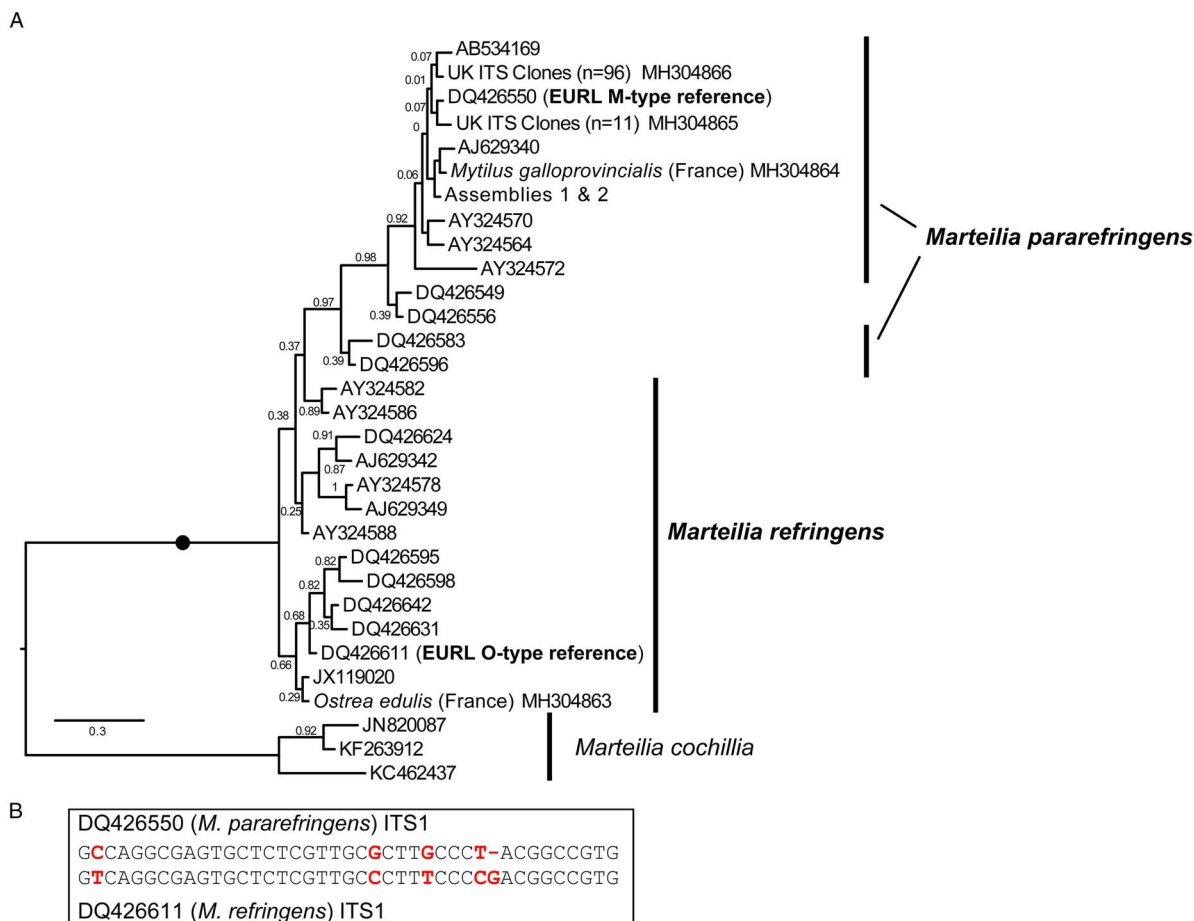 A
0.07
AB534169
UK ITS Clones (n=96) MH304866
0.01
DQ426550 (EURL M-type reference)
0.07
UK ITS Clones (n=11) MH304865
0
AJ629340
Mytilus galloprovincialis (France) MH304864
0.06
Assemblies 1 & 2
0.92
AY324570
AY324564
Marteilia pararefringens
0.98
AY324572
DQ426549
0.97
0.39
DQ426556
DQ426583
0.37
0.39
DQ426596
AY324582
0.89
AY324586
0.38
0.91
DQ426624
AJ629342
0.87
1
AY324578
0.25
AJ629349
AY324588
Marteilia refringens
0.82
DQ426595
DQ426598
0.82
DQ426642
0.68
0.35
DQ426631
DQ426611 (EURL O-type reference)
0.66
JX119020
0.29
Ostrea edulis (France) MH304863
0.3
0.92
JN820087
KF263912
Marteilia cochillia
KC462437
B
DQ426550 (M. pararefringens) ITS1
GCCAGGCGAGTGCTCTCGTTGCGCTTGCCCT-ACGGCCGTG
GTCAGGCGAGTGCTCTCGTTGCCCTTTCCCCGACGGCCGTG
DQ426611 (M. refringens) ITS1